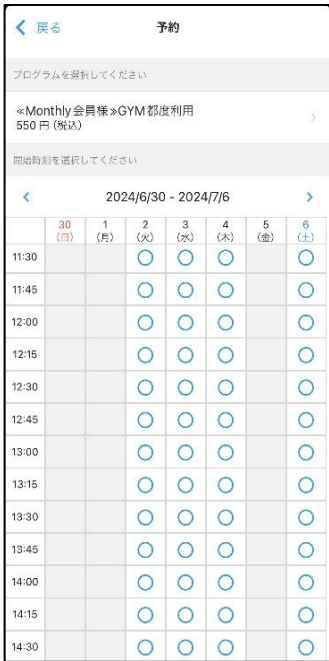 戻る 予約
プログラムを選択してください
≪Monthly会員様≫GYM都度利用
550 円 (税込)
開始時刻を選択してください
2024/6/30 - 2024/7/6
30 1 2 3 4 5 6
(日) (月) (火) (水) (木) (金) (土)
11:30
11:45
12:00
12:15
12:30
12:45
13:00
13:15
13:30
13:45
14:00
14:15
14:30